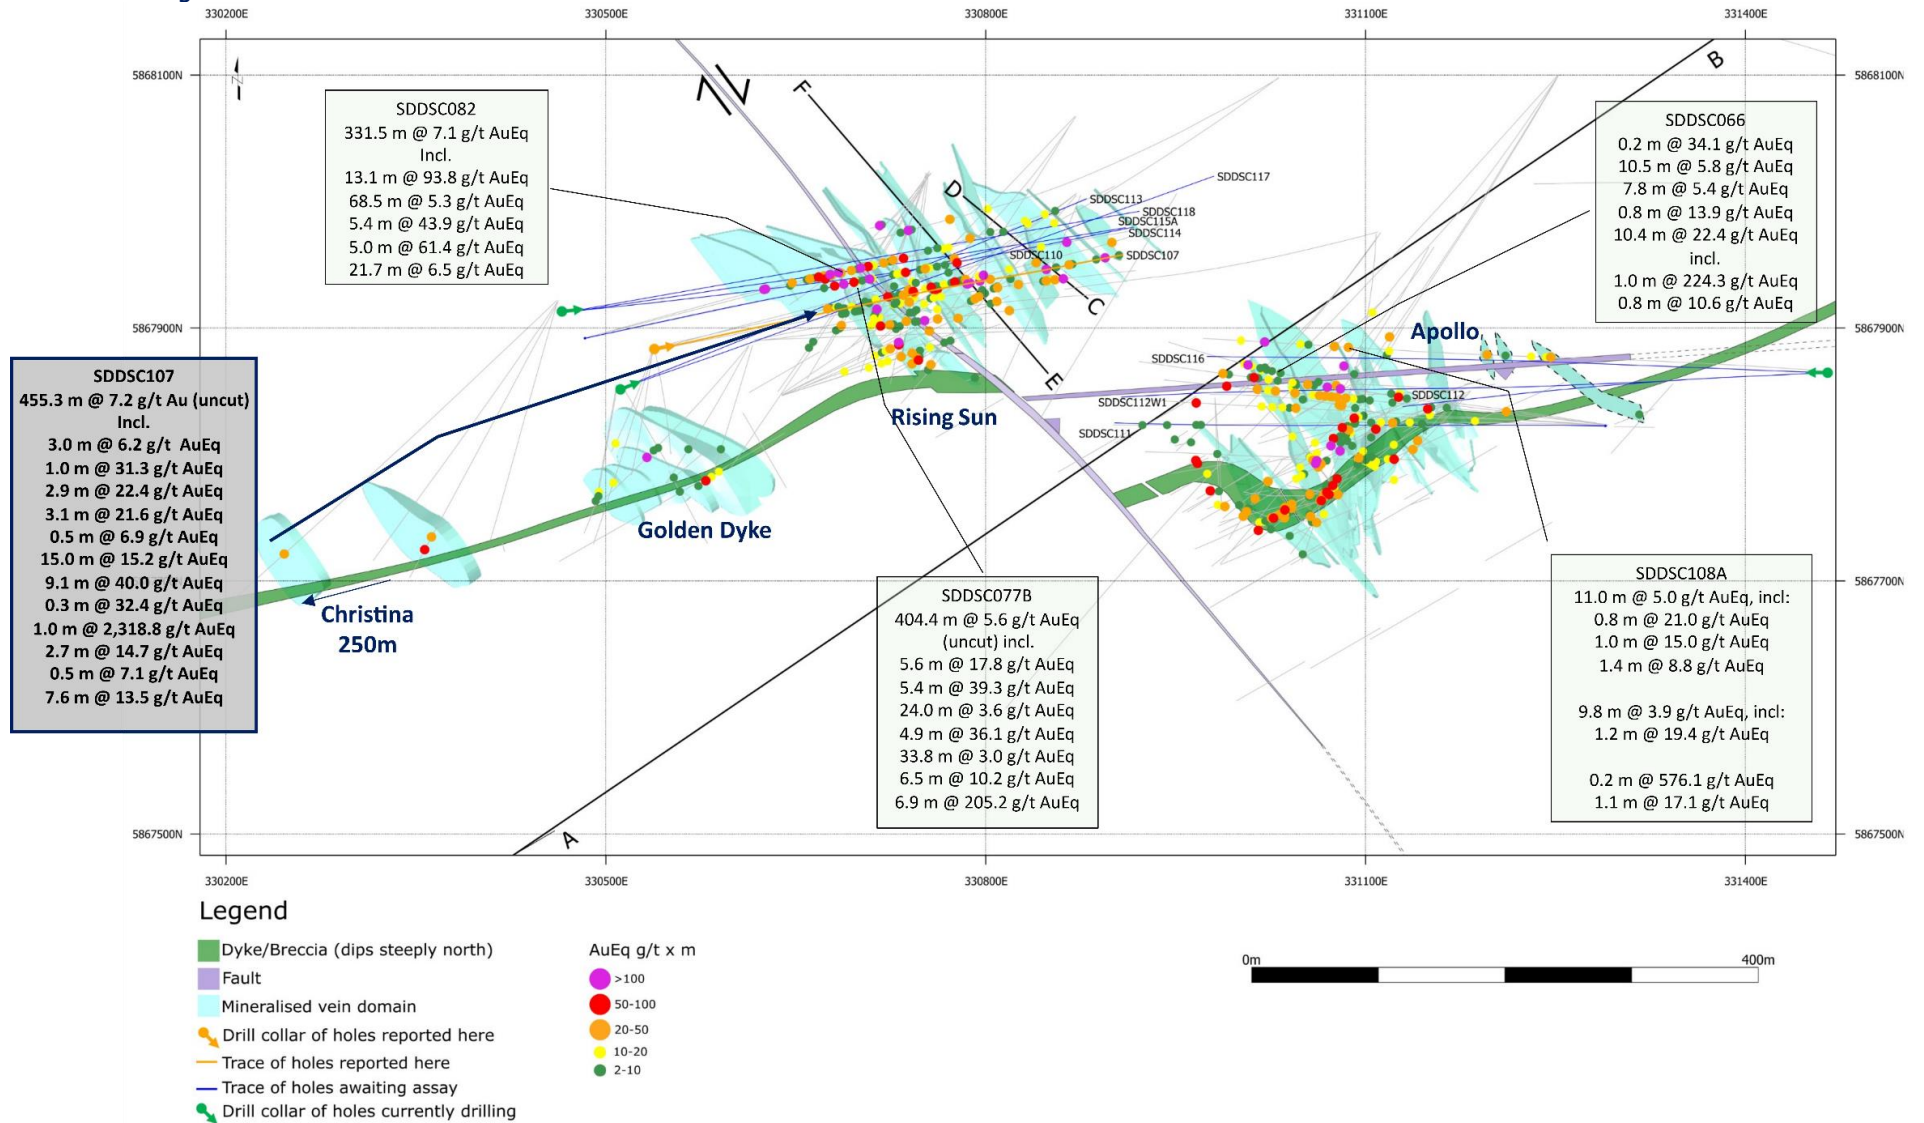 330200E
330500E
330800E
331100E
331400E
5868100N
5868100N
B
F
SDDSC082
331.5 m @ 7.1 g/t AuEq
Incl.
13.1 m @ 93.8 g/t AuEq
68.5 m @ 5.3 g/t AuEq
5.4 m @ 43.9 g/t AuEq
5.0 m @ 61.4 g/t AuEq
21.7 m @ 6.5 g/t AuEq
SDDSC066
0.2 m @ 34.1 g/t AuEq
10.5 m @ 5.8 g/t AuEq
7.8 m @ 5.4 g/t AuEq
0.8 m @ 13.9 g/t AuEq
10.4 m @ 22.4 g/t AuEq
incl.
1.0 m @ 224.3 g/t AuEq
0.8 m @ 10.6 g/t AuEq
D
SDDSC117
SDDSC113
SDDSC118
SDDSC115A
SDDSC114
SDDSC110
SDDSC107
C
E
5867900N
5867900N
Apollo
SDDSC116
SDDSC112W1
SDDSC112
SDDSC111
Rising Sun
Golden Dyke
Christina
250m
SDDSC107
455.3 m @ 7.2 g/t Au (uncut)
Incl.
3.0 m @ 6.2 g/t AuEq
1.0 m @ 31.3 g/t AuEq
2.9 m @ 22.4 g/t AuEq
3.1 m @ 21.6 g/t AuEq
0.5 m @ 6.9 g/t AuEq
15.0 m @ 15.2 g/t AuEq
9.1 m @ 40.0 g/t AuEq
0.3 m @ 32.4 g/t AuEq
1.0 m @ 2,318.8 g/t AuEq
2.7 m @ 14.7 g/t AuEq
0.5 m @ 7.1 g/t AuEq
7.6 m @ 13.5 g/t AuEq
5867700N
SDDSC077B
404.4 m @ 5.6 g/t AuEq
(uncut) incl.
5.6 m @ 17.8 g/t AuEq
5.4 m @ 39.3 g/t AuEq
24.0 m @ 3.6 g/t AuEq
4.9 m @ 36.1 g/t AuEq
33.8 m @ 3.0 g/t AuEq
6.5 m @ 10.2 g/t AuEq
6.9 m @ 205.2 g/t AuEq
SDDSC108A
11.0 m @ 5.0 g/t AuEq, incl:
0.8 m @ 21.0 g/t AuEq
1.0 m @ 15.0 g/t AuEq
1.4 m @ 8.8 g/t AuEq
9.8 m @ 3.9 g/t AuEq, incl:
1.2 m @ 19.4 g/t AuEq
0.2 m @ 576.1 g/t AuEq
1.1 m @ 17.1 g/t AuEq
5867500N
5867500N
A
330200E
330500E
330800E
331100E
331400E
Legend
Dyke/Breccia (dips steeply north)
Fault
Mineralised vein domain
Drill collar of holes reported here
Trace of holes reported here
Trace of holes awaiting assay
Drill collar of holes currently drilling
AuEq g/t x m
>100
50-100
20-50
10-20
2-10
0m
400m